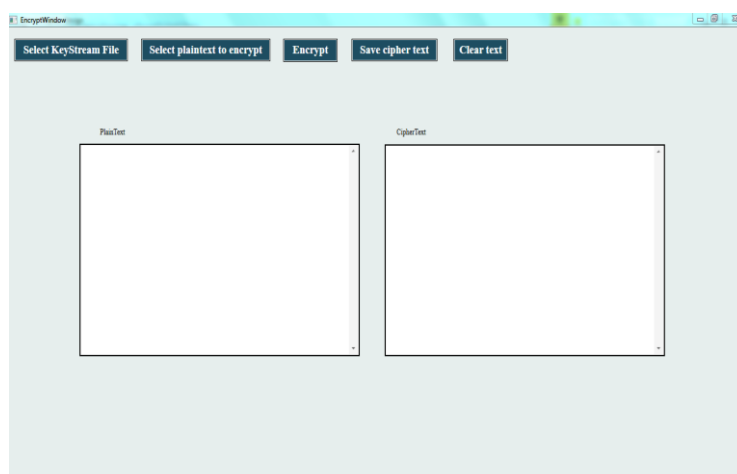 EncryptWindow
Select KeyStream File Select plaintext to encrypt Encrypt Save cipher text Clear text
PlainText CipherText